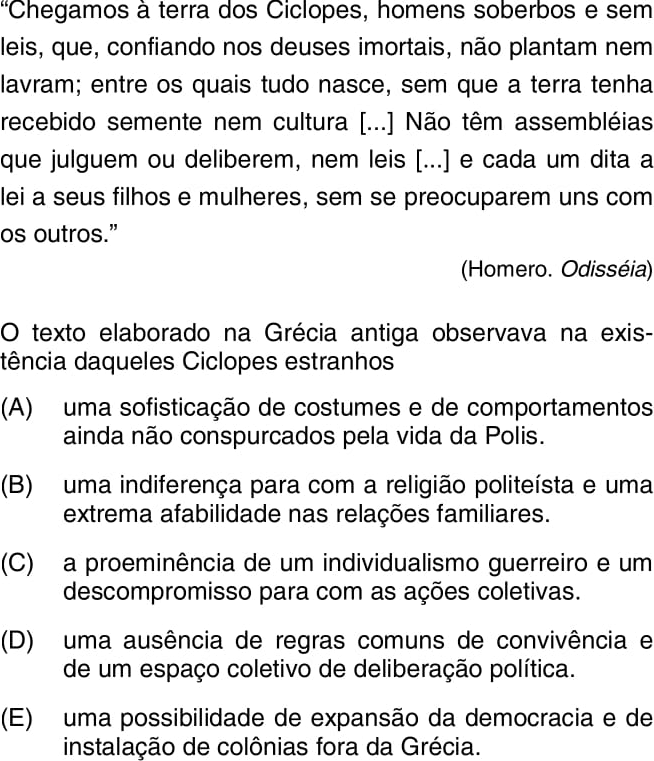 “Chegamos à terra dos Ciclopes, homens soberbos e sem
leis, que, confiando nos deuses imortais, não plantam nem
lavram; entre os quais tudo nasce, sem que a terra tenha
recebido semente nem cultura [...] Não têm assembléias
que julguem ou deliberem, nem leis [...] e cada um dita a
lei a seus filhos e mulheres, sem se preocuparem uns com
os outros.”
(Homero. Odisséia)
O texto elaborado na Grécia antiga observava na exis-
tência daqueles Ciclopes estranhos
(A) uma sofisticação de costumes e de comportamentos
ainda não conspurcados pela vida da Polis.
(B) uma indiferença para com a religião politeísta e uma
extrema afabilidade nas relações familiares.
(C) a proeminência de um individualismo guerreiro e um
descompromisso para com as ações coletivas.
(D) uma ausência de regras comuns de convivência e
de um espaço coletivo de deliberação política.
(E) uma possibilidade de expansão da democracia e de
instalação de colônias fora da Grécia.